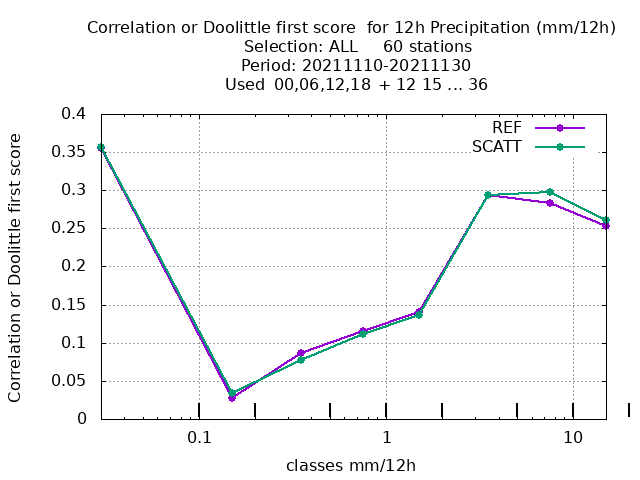 Correlation or Doolittle first score  for 12h Precipitation (mm/12h)
Selection: ALL     60 stations
Period: 20211110-20211130
Used  00,06,12,18  + 12 15 ... 36
Correlation or Doolittle first score
0.4
0.35
0.3
0.25
0.2
0.15
0.1
0.05
0
REF
SCATT
0.1
1
10
classes mm/12h